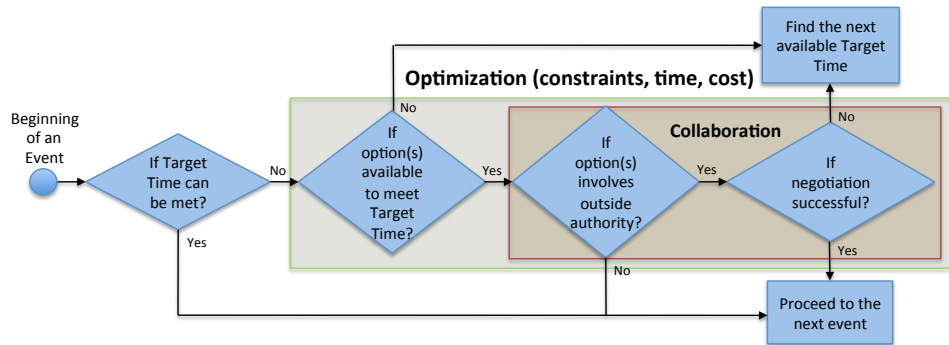 Find the next
available Target
Time
Optimization (constraints, time, cost)
No
No
Beginning
of an
Event
If Target
Time can
be met?
No
If
option(s)
available
to meet
Target
Time?
Yes
Collaboration
If
option(s)
involves
outside
authority?
Yes
If
negotiation
successful?
Yes
Yes
No
Proceed to the
next event